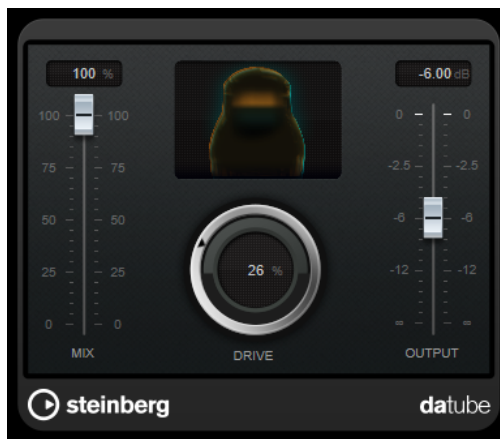 100 %
-6.00 dB
100 100
75 75
50 50
25 25
0 0
MIX
26 %
DRIVE
0 0
-2.5 -2.5
-6 -6
-12 -12
∞ ∞
OUTPUT
steinberg
datube